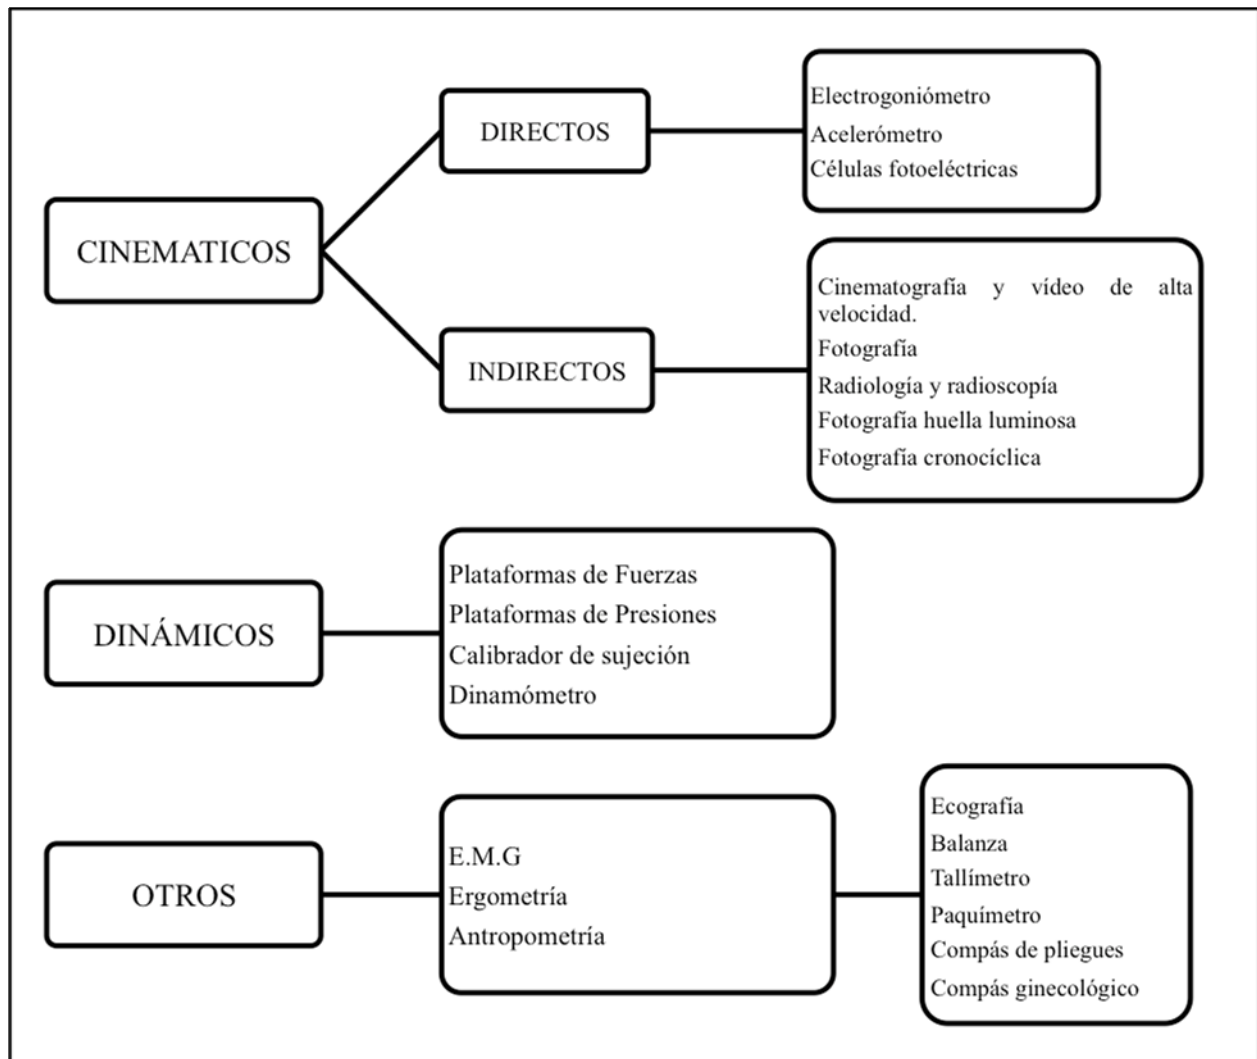 CINEMATICOS
DIRECTOS
Electrogoniómetro
Acelerómetro
Células fotoeléctricas
INDIRECTOS
Cinematografía y vídeo de alta
velocidad.
Fotografía
Radiología y radioscopía
Fotografía huella luminosa
Fotografía cronocíclica
DINÁMICOS
Plataformas de Fuerzas
Plataformas de Presiones
Calibrador de sujeción
Dinamómetro
OTROS
E.M.G
Ergometría
Antropometría
Ecografía
Balanza
Tallímetro
Paquímetro
Compás de pliegues
Compás ginecológico